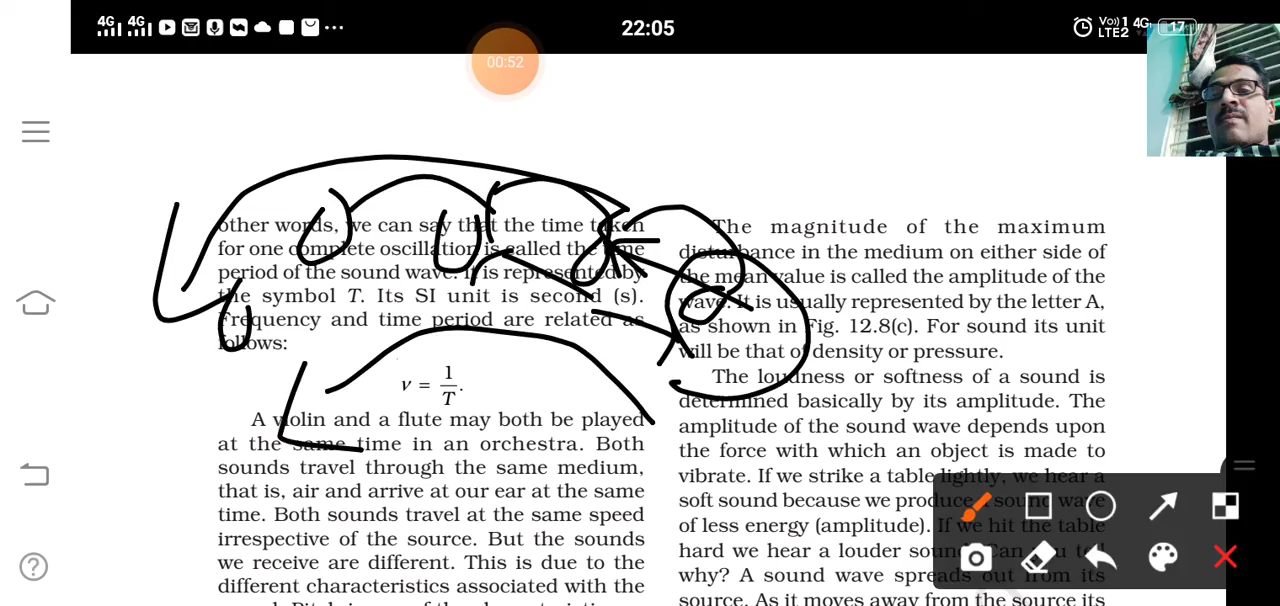 4G 4G 22:05 Vo)) 1 LTE2 4G 17
00:52
other words, we can say that the time taken
for one complete oscillation is called the time
period of the sound wave. It is represented by
the symbol T. Its SI unit is second (s).
Frequency and time period are related as
follows:
ν = 1/T.
A violin and a flute may both be played
at the same time in an orchestra. Both
sounds travel through the same medium,
that is, air and arrive at our ear at the same
time. Both sounds travel at the same speed
irrespective of the source. But the sounds
we receive are different. This is due to the
different characteristics associated with the
The magnitude of the maximum
disturbance in the medium on either side of
the mean value is called the amplitude of the
wave. It is usually represented by the letter A,
as shown in Fig. 12.8(c). For sound its unit
will be that of density or pressure.
The loudness or softness of a sound is
determined basically by its amplitude. The
amplitude of the sound wave depends upon
the force with which an object is made to
vibrate. If we strike a table lightly, we hear a
soft sound because we produce a sound wave
of less energy (amplitude). If we hit the table
hard we hear a louder sound. Can you tell
why? A sound wave spreads out from its
source. As it moves away from the source its